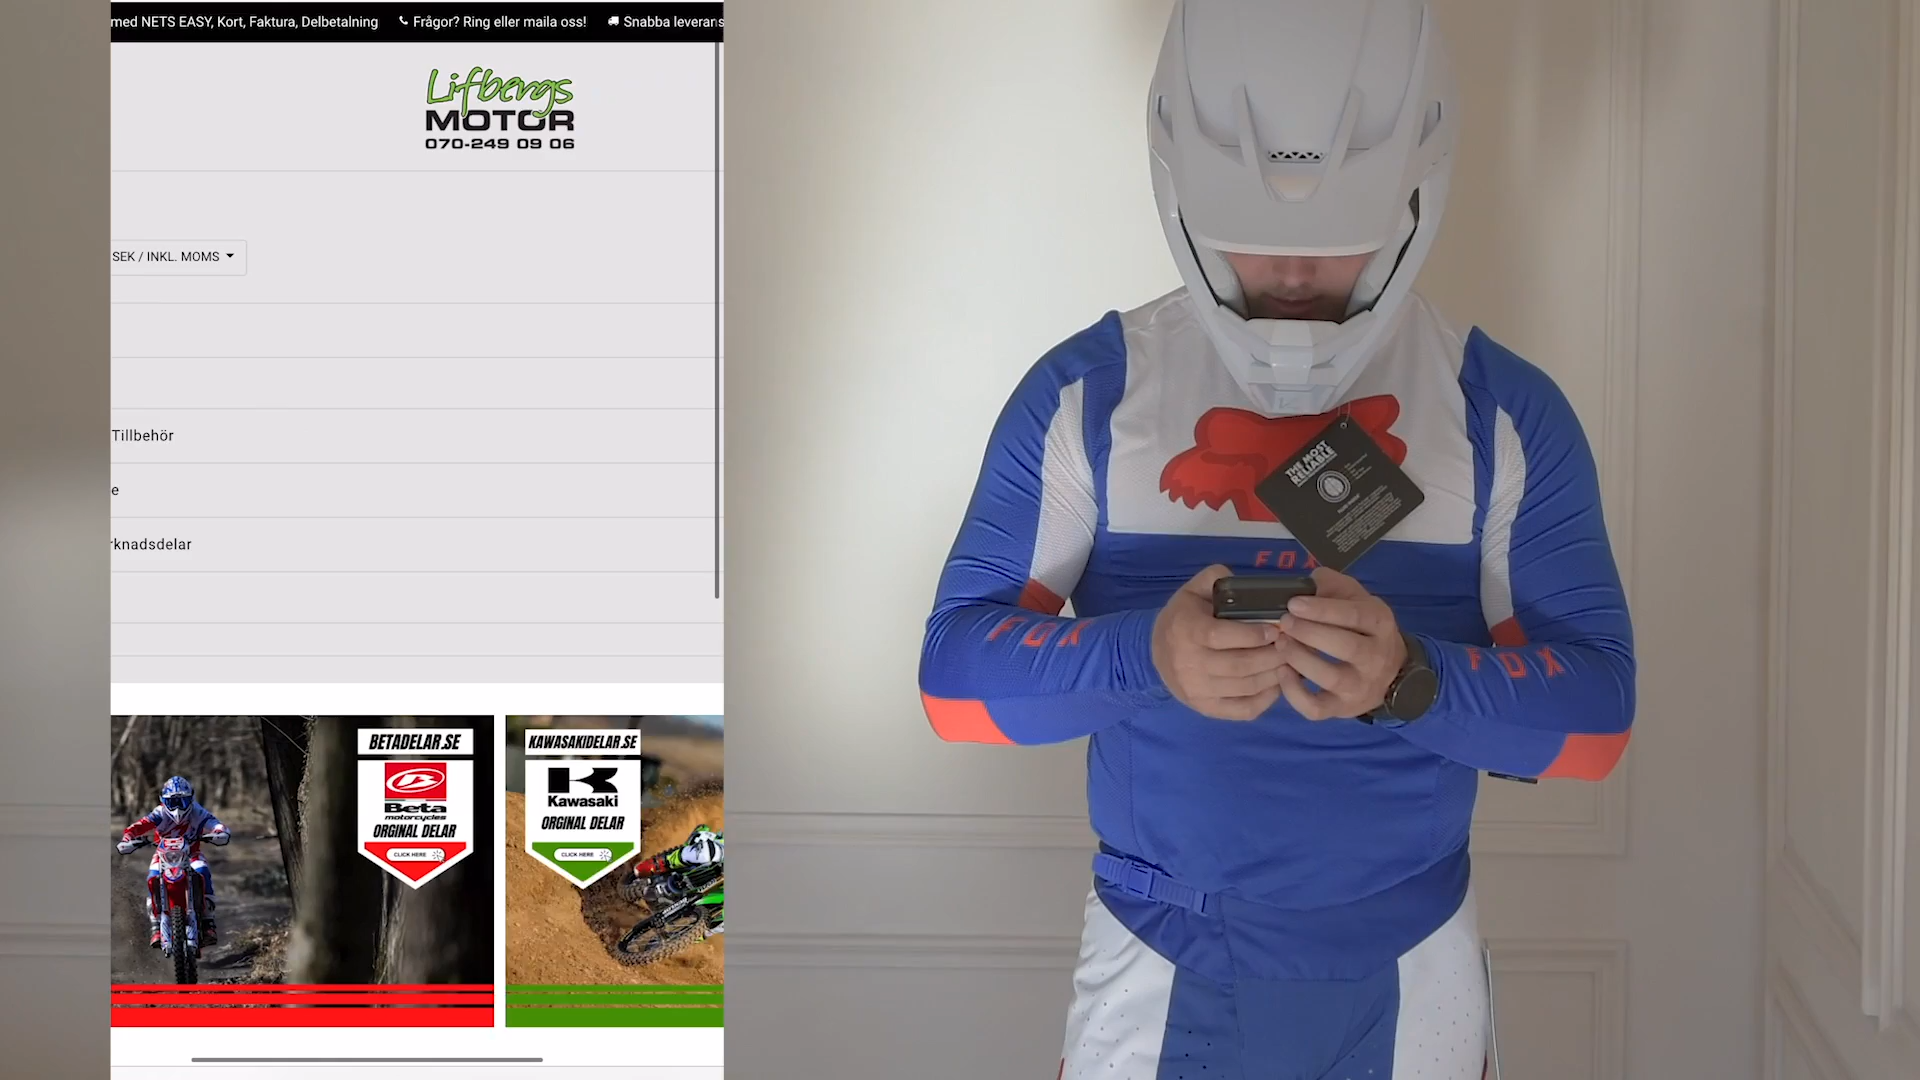 med NETS EASY, Kort, Faktura, Delbetalning
Frågor? Ring eller maila oss!
Snabba leverans
Lifbergs
MOTOR
070-249 09 06
SEK / INKL. MOMS
Tillbehör
e
rknadsdelar
BETADELAR.SE
Beta
motorcycles
ORGINAL DELAR
CLICK HERE
KAWASAKIDELAR.SE
K
Kawasaki
ORGINAL DELAR
CLICK HERE
THE MOST
RELIABLE
FOX
FOX
FOX